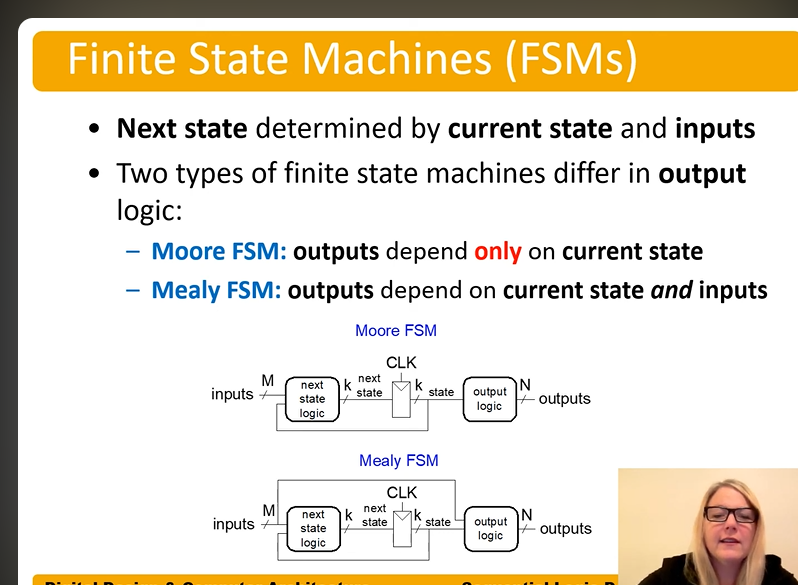 Finite State Machines (FSMs)
• Next state determined by current state and inputs
• Two types of finite state machines differ in output
logic:
– Moore FSM: outputs depend only on current state
– Mealy FSM: outputs depend on current state and inputs
Moore FSM
CLK
inputs M next state logic k next state k state output logic N outputs
Mealy FSM
CLK
inputs M next state logic k next state k state output logic N outputs